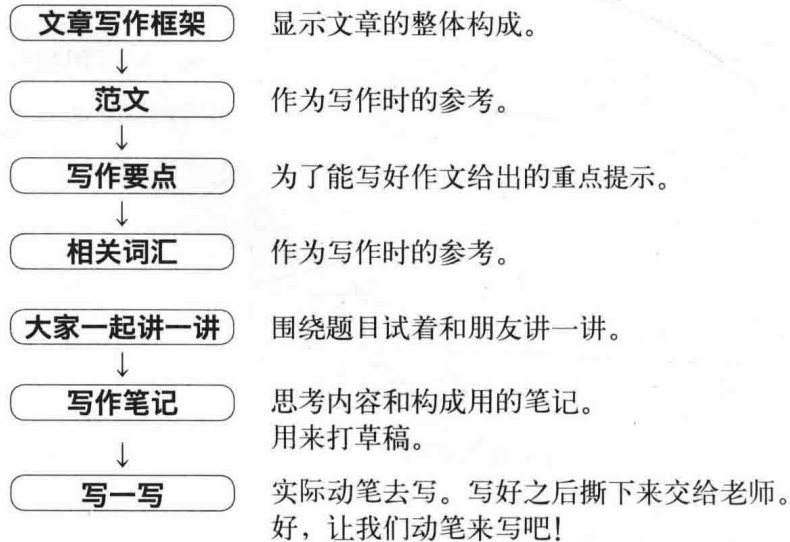 文章写作框架 显示文章的整体构成。
↓
范文 作为写作时的参考。
↓
写作要点 为了能写好作文给出的重点提示。
↓
相关词汇 作为写作时的参考。
大家一起讲一讲 围绕题目试着和朋友讲一讲。
↓
写作笔记 思考内容和构成用的笔记。
用来打草稿。
↓
写一写 实际动笔去写。写好之后撕下来交给老师。
好，让我们动笔来写吧！